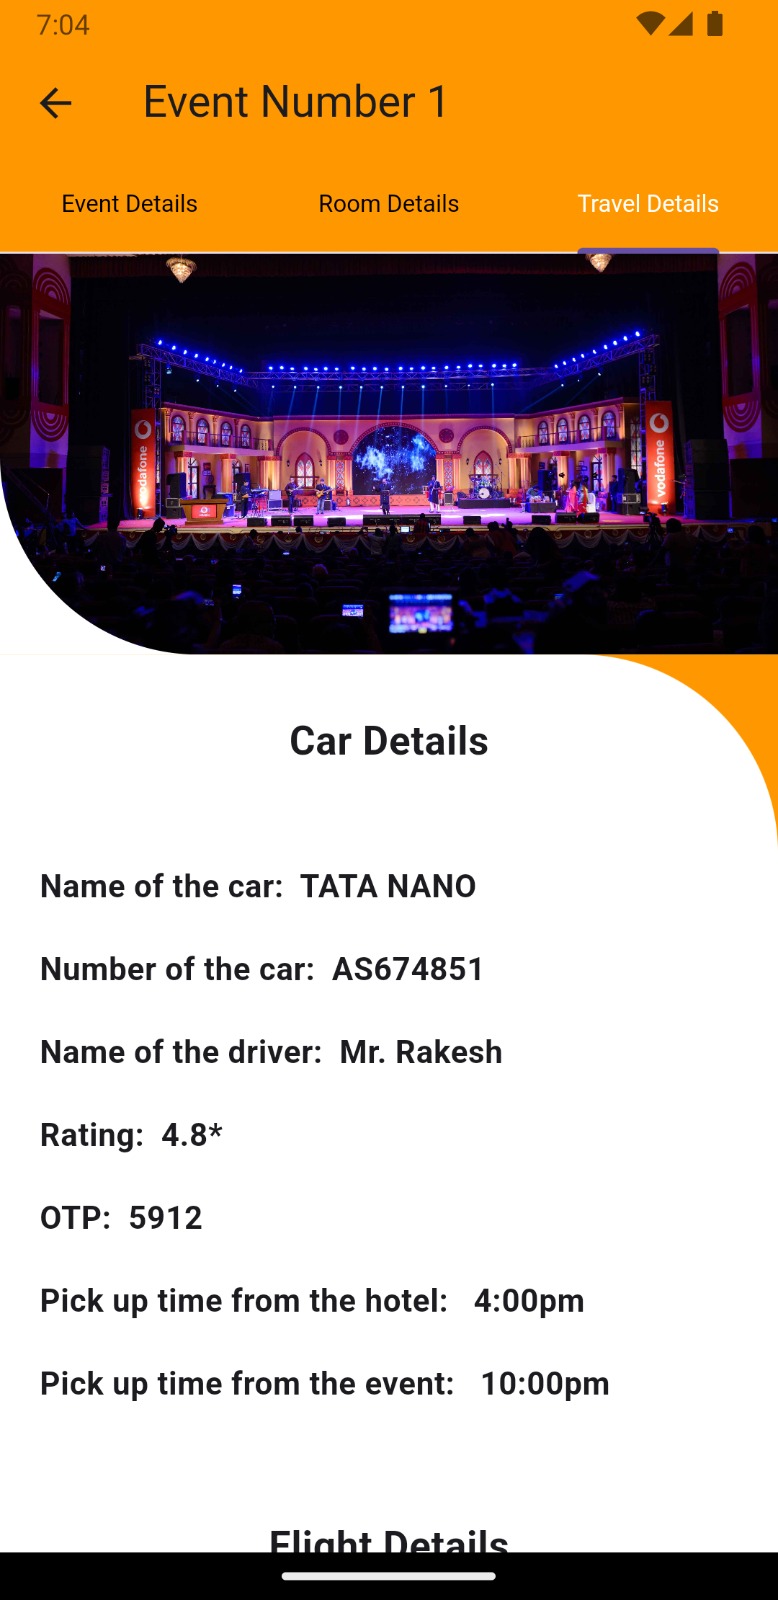 7:04
Event Number 1
Event Details Room Details Travel Details
vodafone vodafone
Car Details
Name of the car: TATA NANO
Number of the car: AS674851
Name of the driver: Mr. Rakesh
Rating: 4.8*
OTP: 5912
Pick up time from the hotel: 4:00pm
Pick up time from the event: 10:00pm
Flight Details